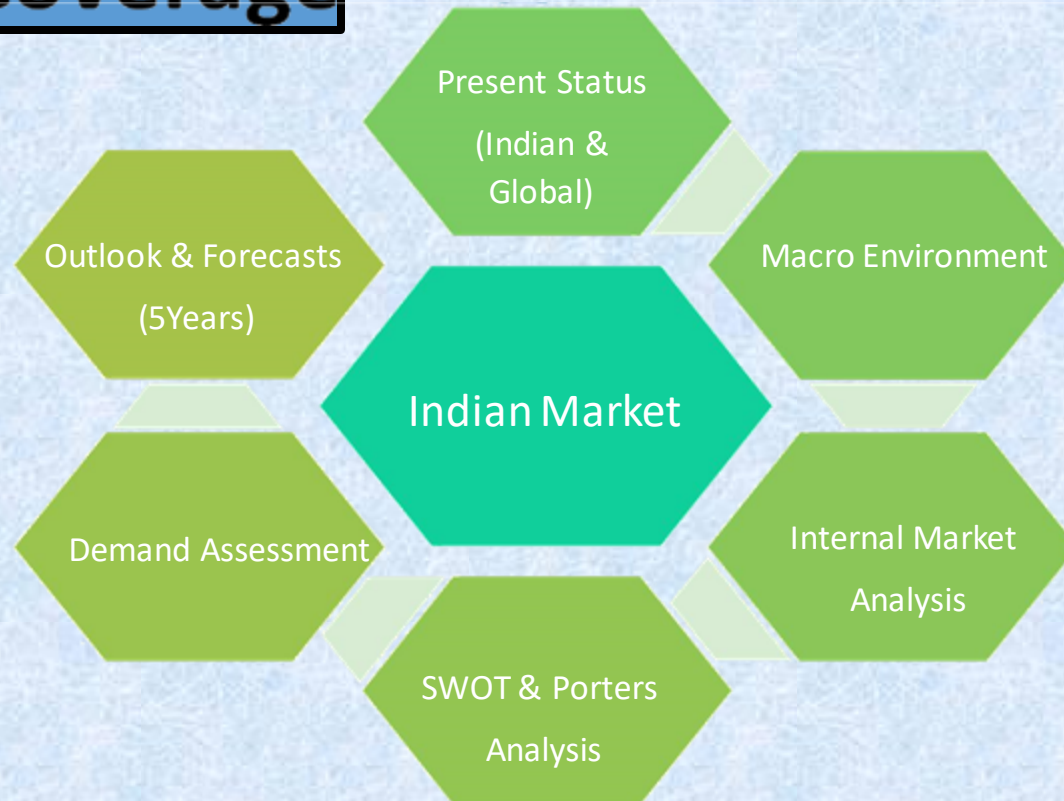 Present Status
(Indian &
Global)
Macro Environment
Internal Market
Analysis
SWOT & Porters
Analysis
Demand Assessment
Outlook & Forecasts
(5Years)
Indian Market